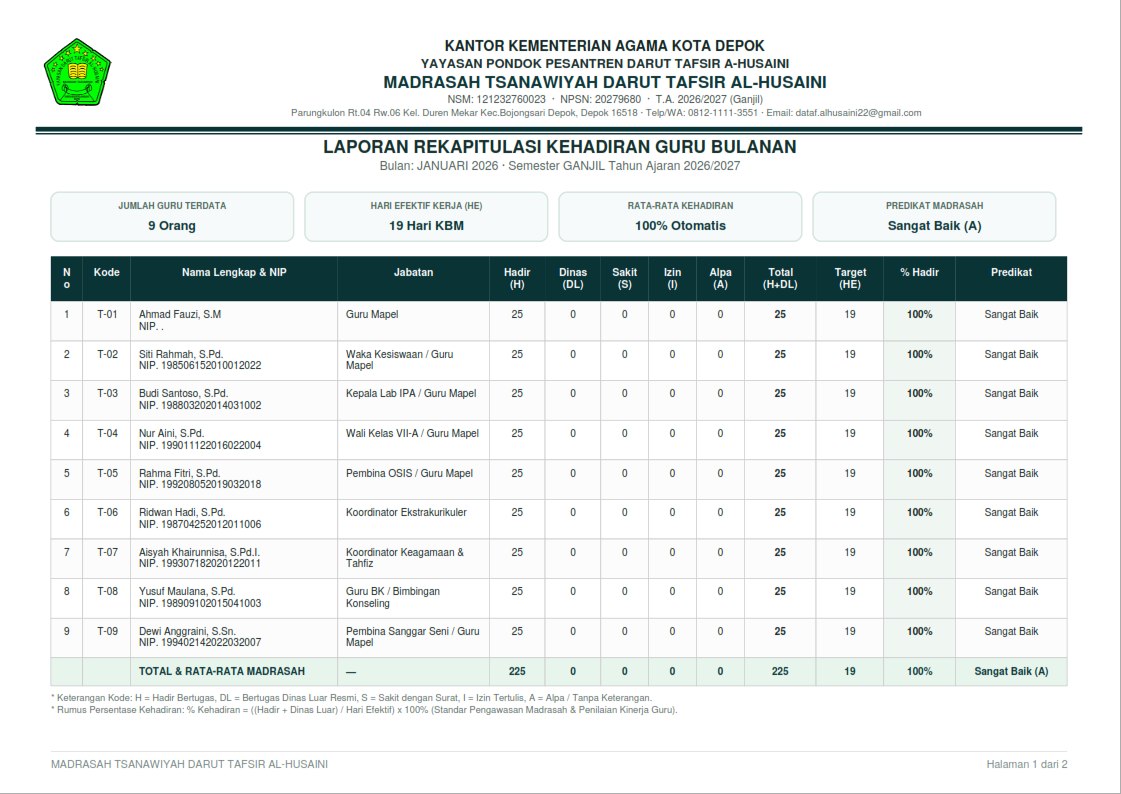 KANTOR KEMENTERIAN AGAMA KOTA DEPOK
YAYASAN PONDOK PESANTREN DARUT TAFSIR A-HUSAINI
MADRASAH TSANAWIYAH DARUT TAFSIR AL-HUSAINI
NSM: 121232760023 · NPSN: 20279680 · T.A. 2026/2027 (Ganjil)
Parungkulon Rt.04 Rw.06 Kel. Duren Mekar Kec.Bojongsari Depok, Depok 16518 · Telp/WA: 0812-1111-3551 · Email: dataf.alhusaini22@gmail.com
LAPORAN REKAPITULASI KEHADIRAN GURU BULANAN
Bulan: JANUARI 2026 · Semester GANJIL Tahun Ajaran 2026/2027
JUMLAH GURU TERDATA
9 Orang
HARI EFEKTIF KERJA (HE)
19 Hari KBM
RATA-RATA KEHADIRAN
100% Otomatis
PREDIKAT MADRASAH
Sangat Baik (A)
No Kode Nama Lengkap & NIP Jabatan Hadir (H) Dinas (DL) Sakit (S) Izin (I) Alpa (A) Total (H+DL) Target (HE) % Hadir Predikat
1 T-01 Ahmad Fauzi, S.M Guru Mapel 25 0 0 0 0 25 19 100% Sangat Baik
NIP. .
2 T-02 Siti Rahmah, S.Pd. Waka Kesiswaan / Guru 25 0 0 0 0 25 19 100% Sangat Baik
NIP. 198506152010012022 Mapel
3 T-03 Budi Santoso, S.Pd. Kepala Lab IPA / Guru Mapel 25 0 0 0 0 25 19 100% Sangat Baik
NIP. 198803202014031002
4 T-04 Nur Aini, S.Pd. Wali Kelas VII-A / Guru Mapel 25 0 0 0 0 25 19 100% Sangat Baik
NIP. 199011122016022004
5 T-05 Rahma Fitri, S.Pd. Pembina OSIS / Guru Mapel 25 0 0 0 0 25 19 100% Sangat Baik
NIP. 199208052019032018
6 T-06 Ridwan Hadi, S.Pd. Koordinator Ekstrakurikuler 25 0 0 0 0 25 19 100% Sangat Baik
NIP. 198704252012011006
7 T-07 Aisyah Khairunnisa, S.Pd.I. Koordinator Keagamaan & 25 0 0 0 0 25 19 100% Sangat Baik
NIP. 199307182020122011 Tahfiz
8 T-08 Yusuf Maulana, S.Pd. Guru BK / Bimbingan 25 0 0 0 0 25 19 100% Sangat Baik
NIP. 198909102015041003 Konseling
9 T-09 Dewi Anggraini, S.Sn. Pembina Sanggar Seni / Guru 25 0 0 0 0 25 19 100% Sangat Baik
NIP. 199402142022032007 Mapel
TOTAL & RATA-RATA MADRASAH — 225 0 0 0 0 225 19 100% Sangat Baik (A)
* Keterangan Kode: H = Hadir Bertugas, DL = Bertugas Dinas Luar Resmi, S = Sakit dengan Surat, I = Izin Tertulis, A = Alpa / Tanpa Keterangan.
* Rumus Persentase Kehadiran: % Kehadiran = ((Hadir + Dinas Luar) / Hari Efektif) x 100% (Standar Pengawasan Madrasah & Penilaian Kinerja Guru).
MADRASAH TSANAWIYAH DARUT TAFSIR AL-HUSAINI
Halaman 1 dari 2